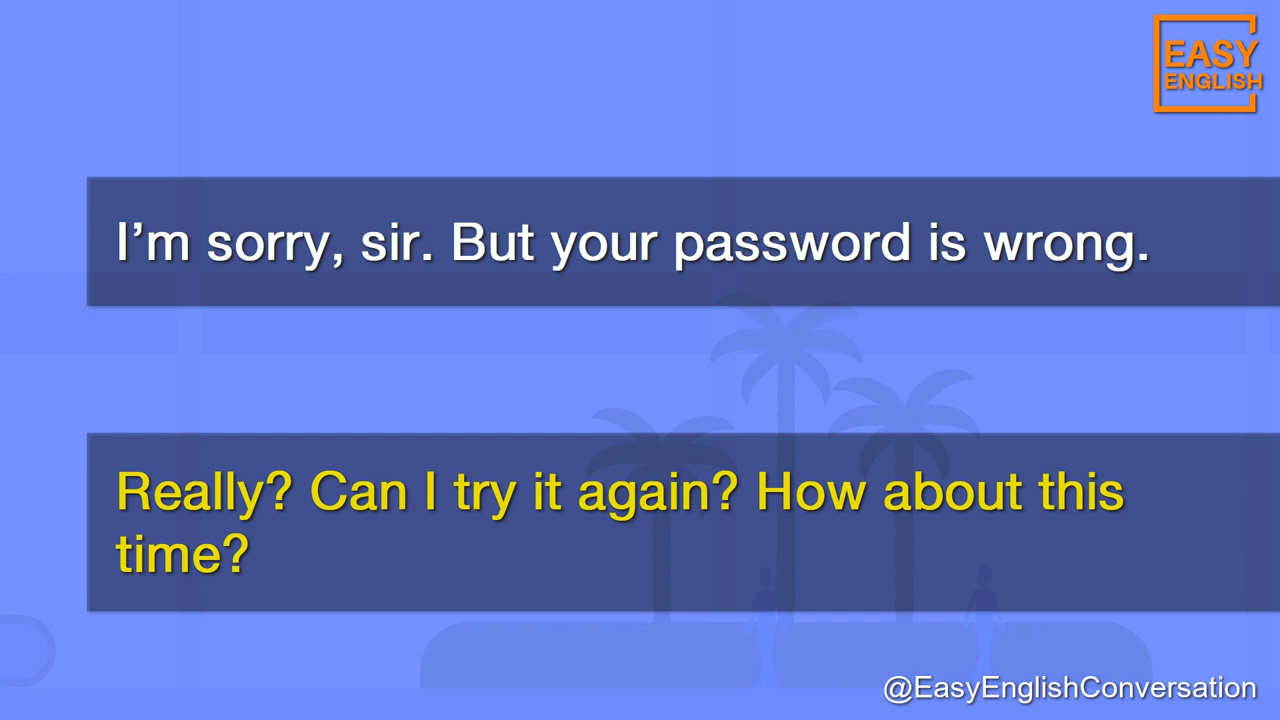 EASY
ENGLISH
I’m sorry, sir. But your password is wrong.
Really? Can I try it again? How about this
time?
@EasyEnglishConversation